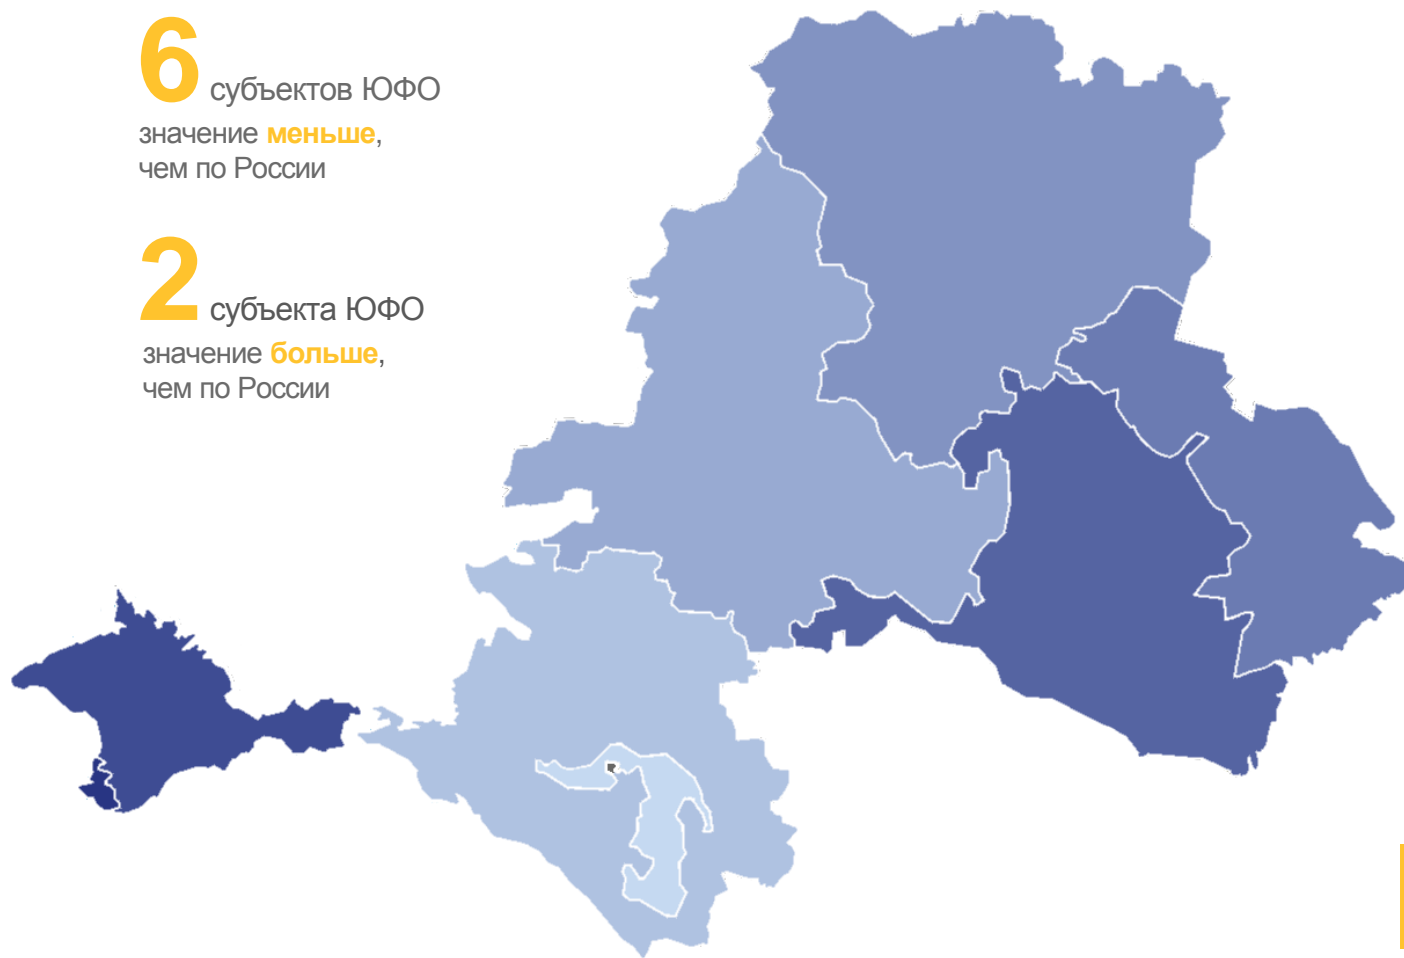 6 субъектов ЮФО
значение меньше,
чем по России
2 субъекта ЮФО
значение больше,
чем по России